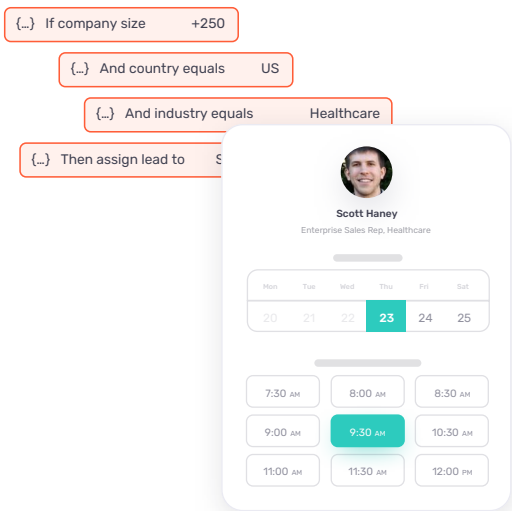 {...} If company size +250
{...} And country equals US
{...} And industry equals Healthcare
{...} Then assign lead to S
Scott Haney
Enterprise Sales Rep, Healthcare
Mon Tue Wed Thu Fri Sat
20 21 22 23 24 25
7:30 AM 8:00 AM 8:30 AM
9:00 AM 9:30 AM 10:30 AM
11:00 AM 11:30 AM 12:00 PM